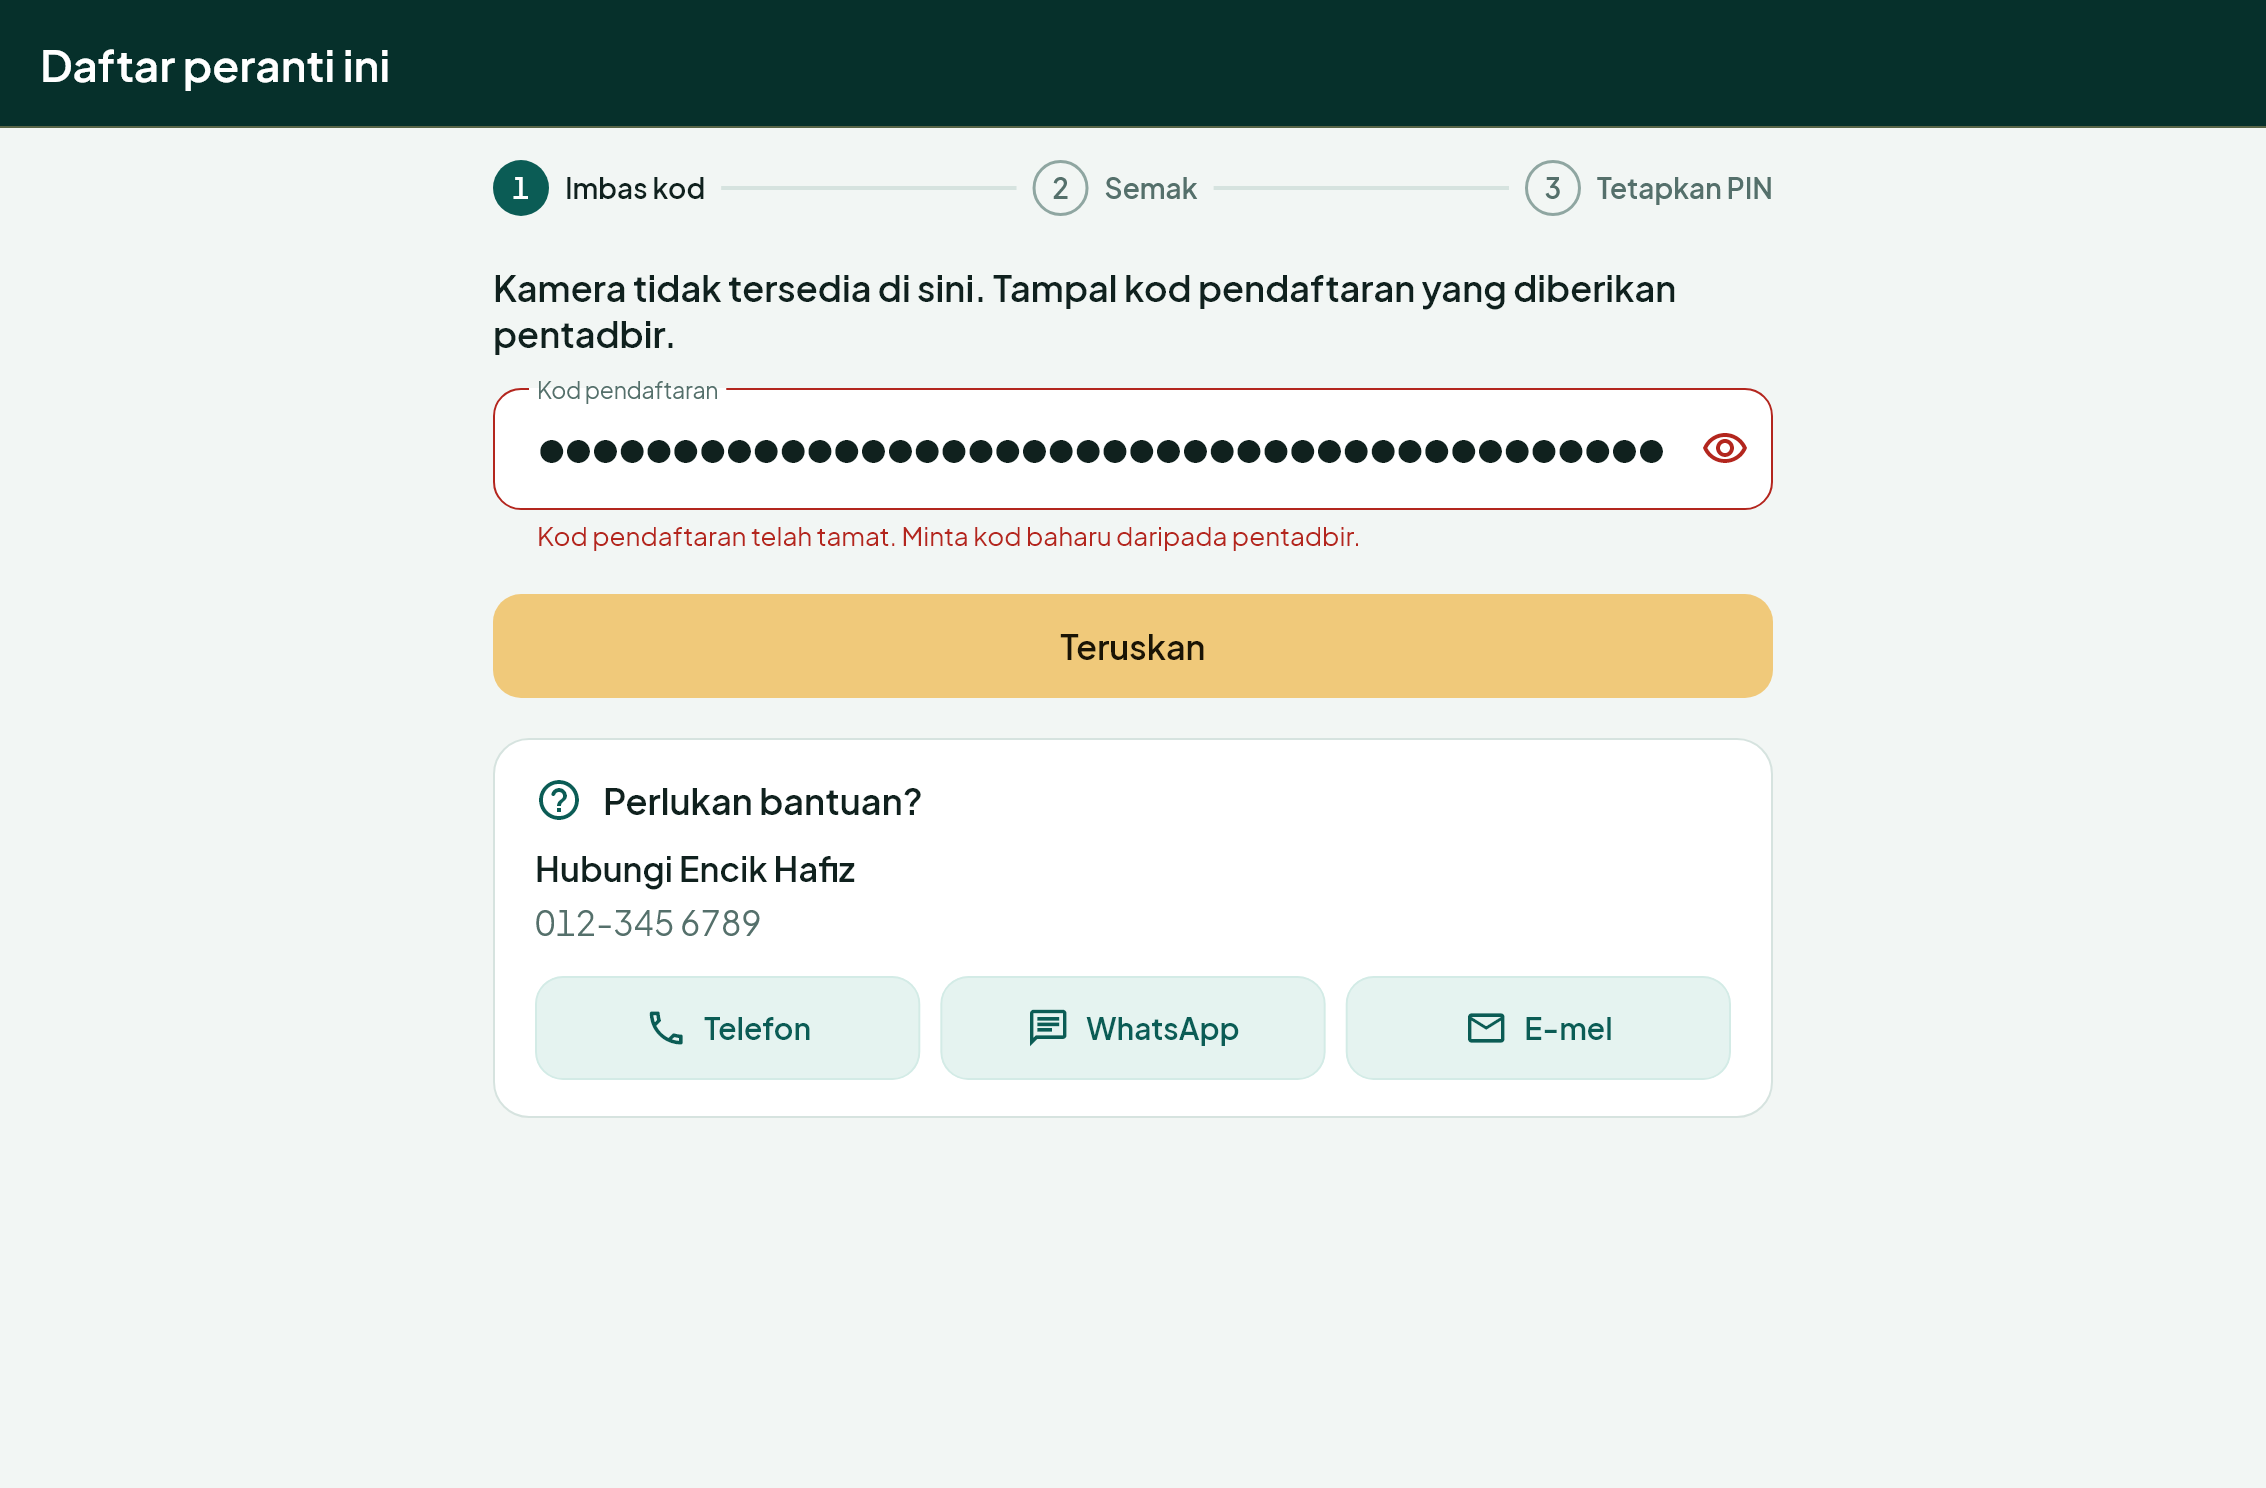 Daftar peranti ini
1 Imbas kod 2 Semak 3 Tetapkan PIN
Kamera tidak tersedia di sini. Tampal kod pendaftaran yang diberikan
pentadbir.
Kod pendaftaran
●●●●●●●●●●●●●●●●●●●●●●●●●●●●●●●●●●●●●●●●●●
Kod pendaftaran telah tamat. Minta kod baharu daripada pentadbir.
Teruskan
Perlukan bantuan?
Hubungi Encik Hafiz
012-345 6789
Telefon WhatsApp E-mel